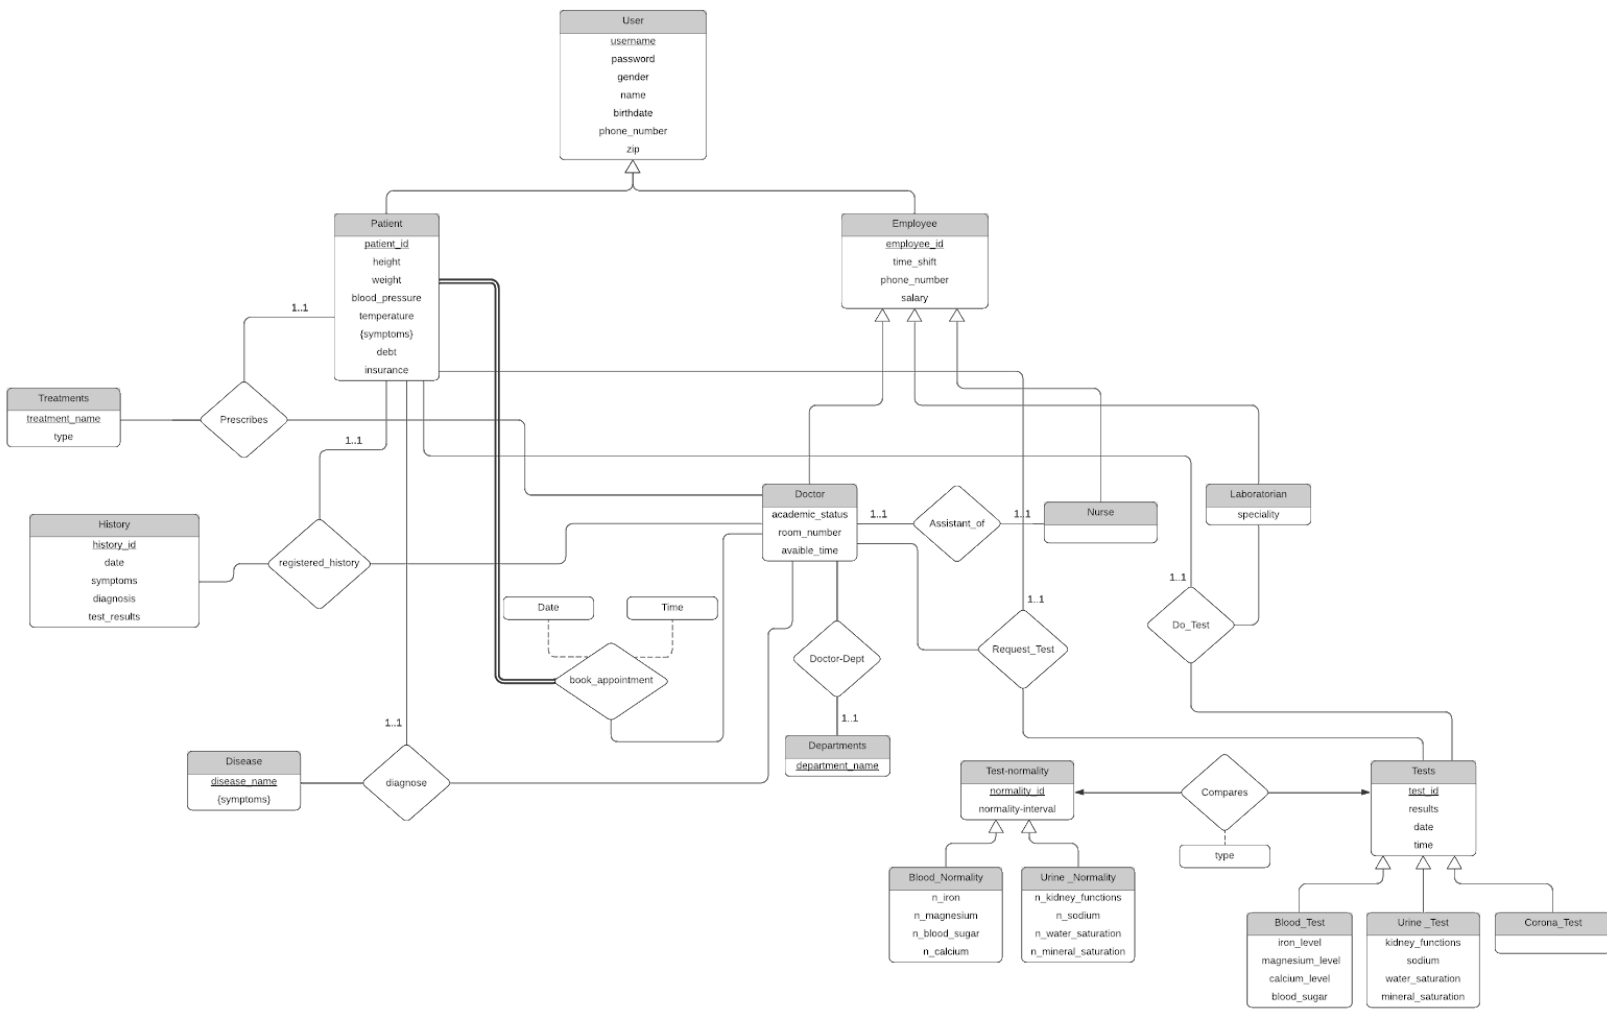 User
username
password
gender
name
birthdate
phone_number
zip
Patient
patient_id
height
weight
blood_pressure
temperature
{symptoms}
debt
insurance
Employee
employee_id
time_shift
phone_number
salary
1..1
Treatments
treatment_name
type
Prescribes
1..1
History
history_id
date
symptoms
diagnosis
test_results
registered_history
Doctor
academic_status
room_number
avaible_time
1..1
Assistant_of
1..1
Nurse
Laboratorian
speciality
Date
Time
book_appointment
Doctor-Dept
1..1
Request_Test
1..1
Do_Test
1..1
Departments
department_name
1..1
Disease
disease_name
{symptoms}
diagnose
Test-normality
normality_id
normality-interval
Compares
type
Tests
test_id
results
date
time
Blood_Normality
n_iron
n_magnesium
n_blood_sugar
n_calcium
Urine _Normality
n_kidney_functions
n_sodium
n_water_saturation
n_mineral_saturation
Blood_Test
iron_level
magnesium_level
calcium_level
blood_sugar
Urine _Test
kidney_functions
sodium
water_saturation
mineral_saturation
Corona_Test